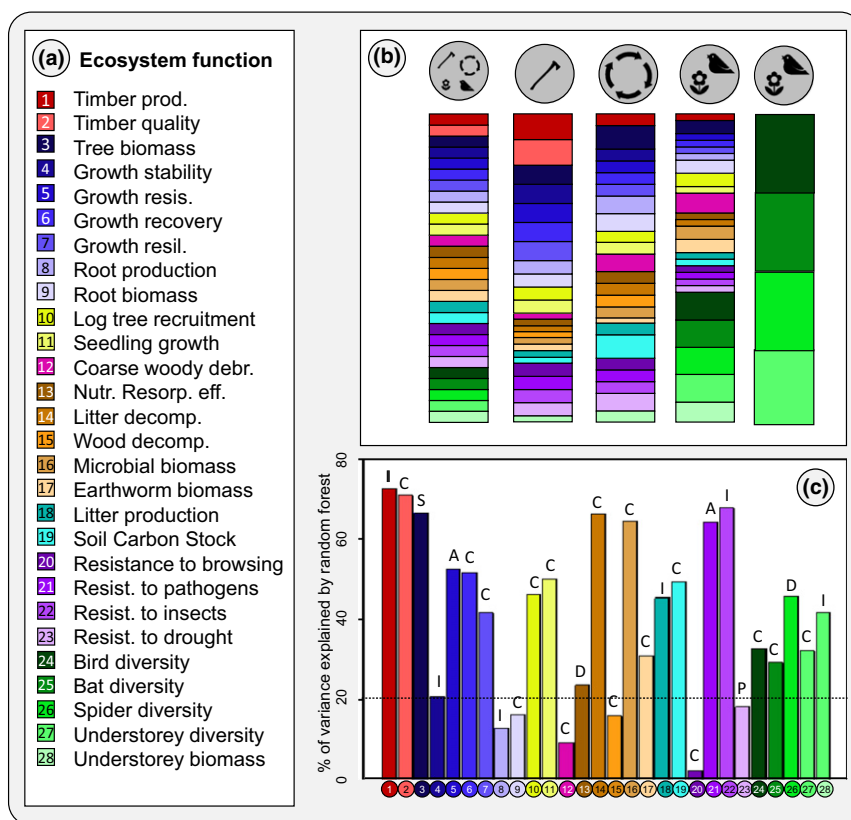 (a) Ecosystem function
1 Timber prod.
2 Timber quality
3 Tree biomass
4 Growth stability
5 Growth resis.
6 Growth recovery
7 Growth resil.
8 Root production
9 Root biomass
10 Log tree recruitment
11 Seedling growth
12 Coarse woody debr.
13 Nutr. Resorp. eff.
14 Litter decomp.
15 Wood decomp.
16 Microbial biomass
17 Earthworm biomass
18 Litter production
19 Soil Carbon Stock
20 Resistance to browsing
21 Resist. to pathogens
22 Resist. to insects
23 Resist. to drought
24 Bird diversity
25 Bat diversity
26 Spider diversity
27 Understorey diversity
28 Understorey biomass
(b)
(c)
% of variance explained by random forest
80
60
40
20
0
I C S I A C C I C C C C D C C C C I C C A I P C C D C I
1 2 3 4 5 6 7 8 9 10 11 12 13 14 15 16 17 18 19 20 21 22 23 24 25 26 27 28